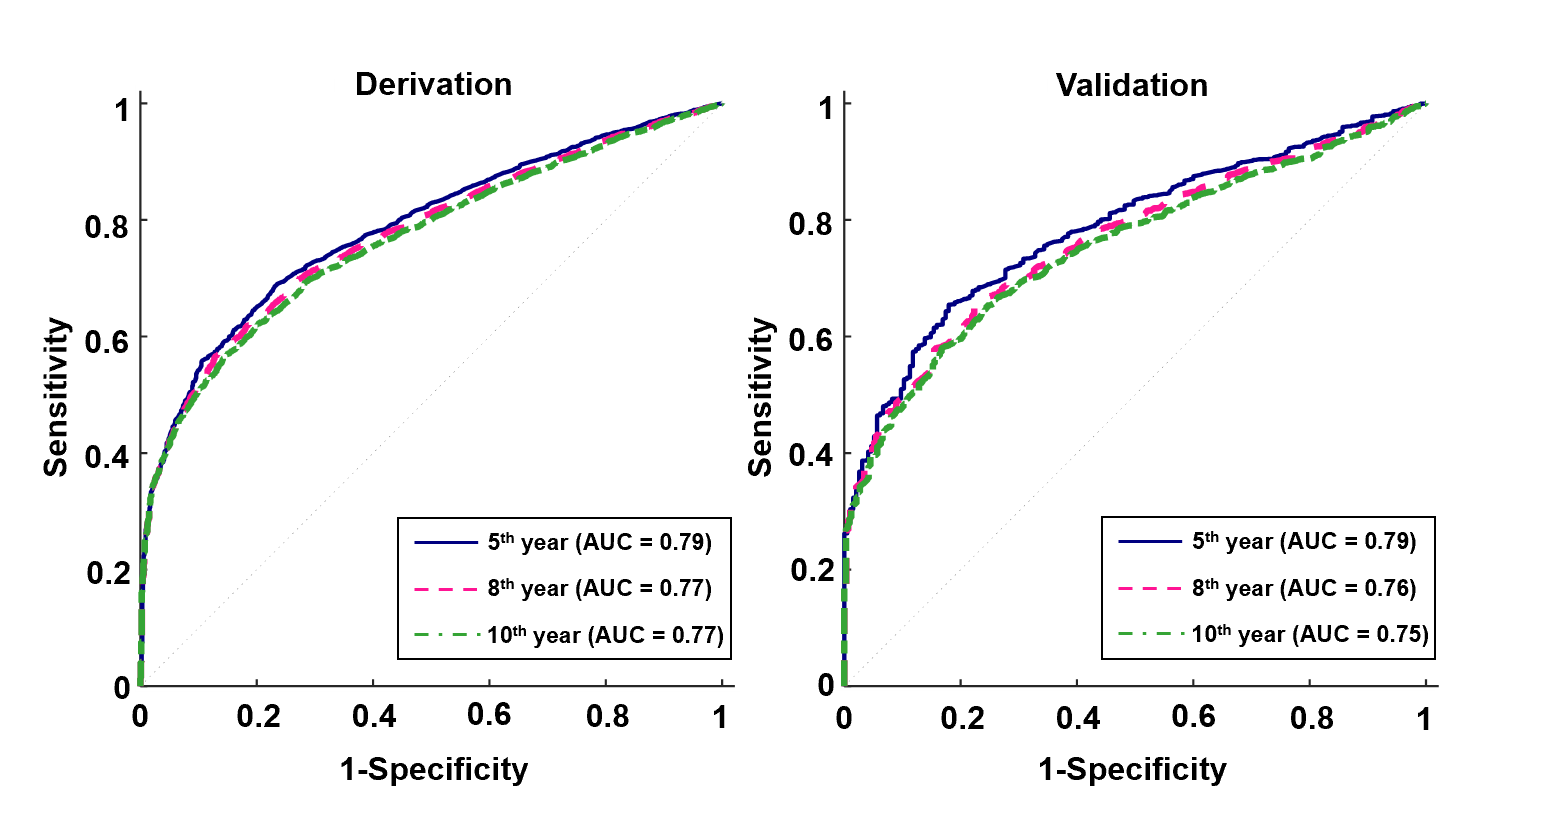 Derivation
1
0.8
0.6
0.4
0.2
0
Sensitivity
0 0.2 0.4 0.6 0.8 1
1-Specificity
5th year (AUC = 0.79)
8th year (AUC = 0.77)
10th year (AUC = 0.77)
Validation
1
0.8
0.6
0.4
0.2
0
Sensitivity
0 0.2 0.4 0.6 0.8 1
1-Specificity
5th year (AUC = 0.79)
8th year (AUC = 0.76)
10th year (AUC = 0.75)